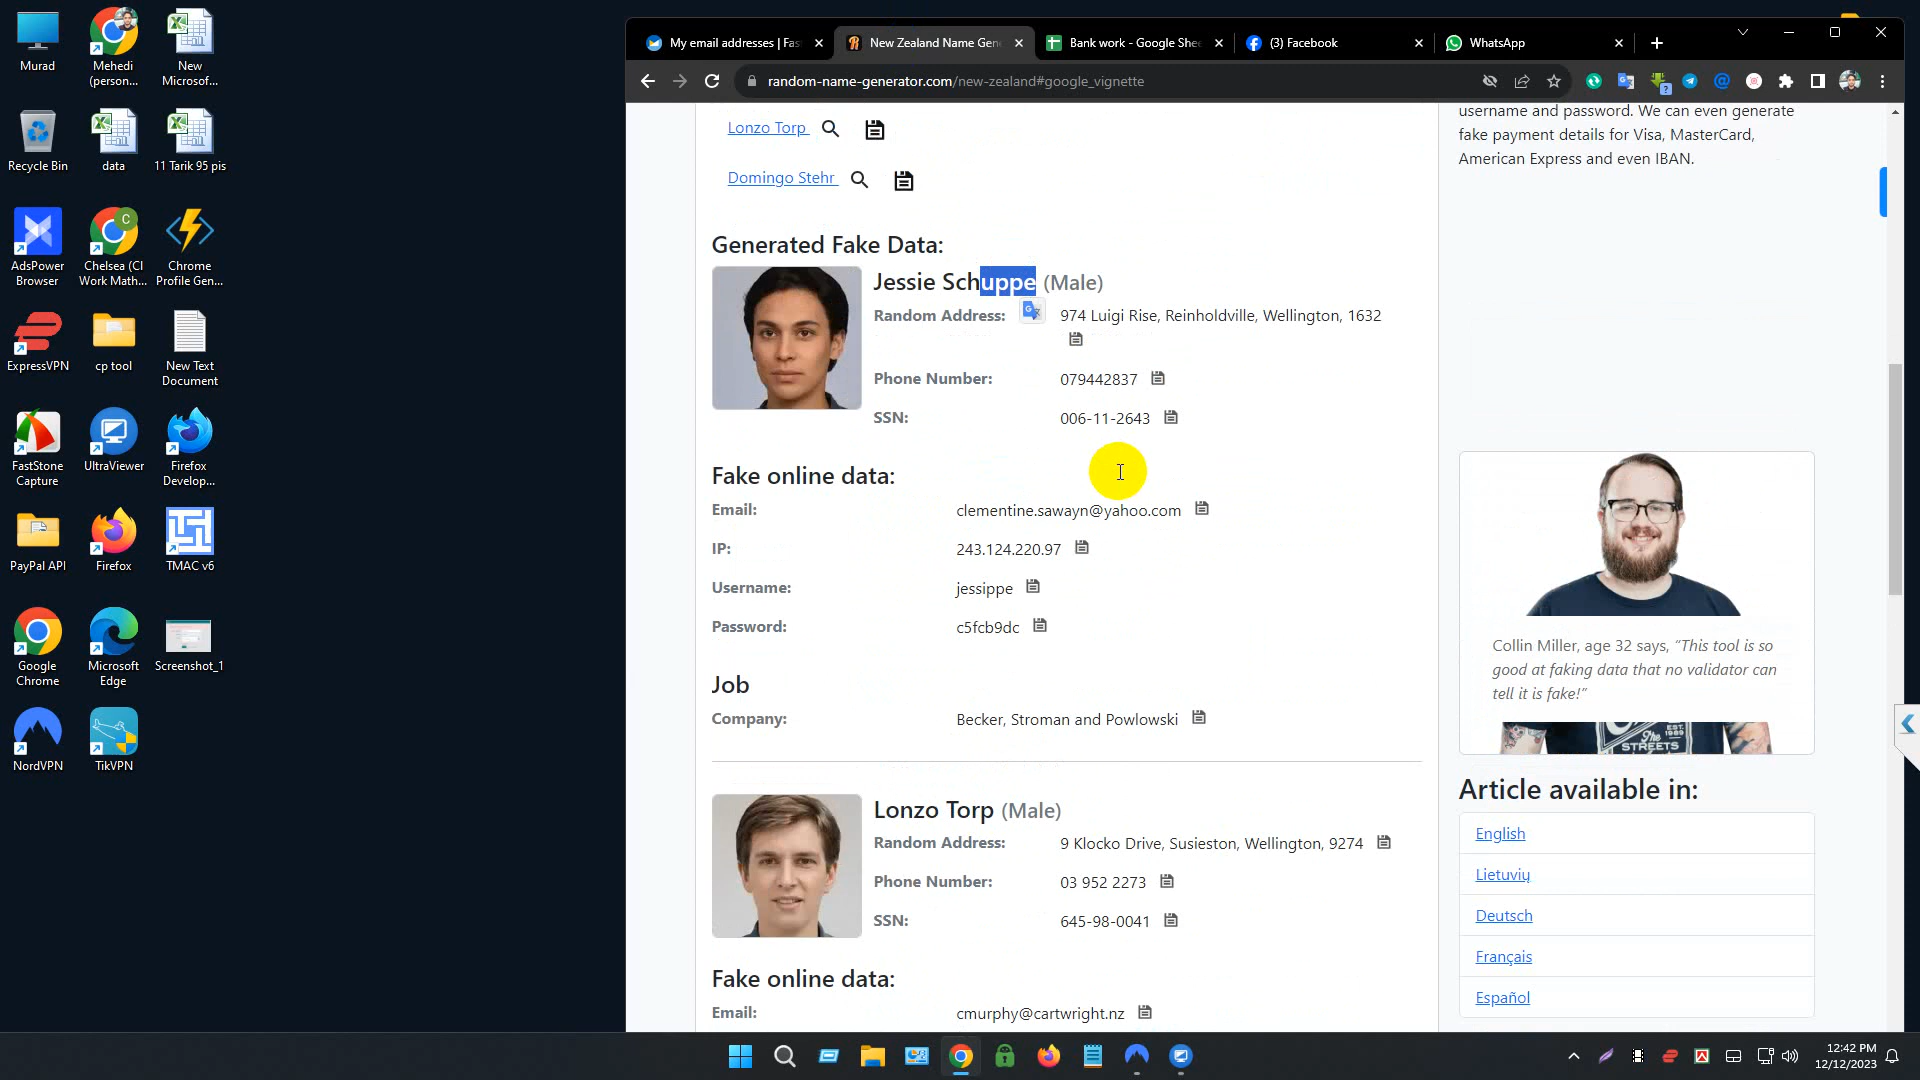 Murad
Mehedi
(person...
New
Microsof...
Recycle Bin
data
11 Tarik 95 pis
AdsPower
Browser
Chelsea (Cl
Work Math...
Chrome
Profile Gen...
ExpressVPN
cp tool
New Text
Document
FastStone
Capture
UltraViewer
Firefox
Develop...
PayPal API
Firefox
TMAC v6
Google
Chrome
Microsoft
Edge
Screenshot_1
NordVPN
TikVPN
My email addresses | Fas
New Zealand Name Gen
Bank work - Google She
(3) Facebook
WhatsApp
random-name-generator.com/new-zealand#google_vignette
Lonzo Torp
Domingo Stehr
Generated Fake Data:
Jessie Schuppe (Male)
Random Address: 974 Luigi Rise, Reinholdville, Wellington, 1632
Phone Number: 079442837
SSN: 006-11-2643
Fake online data:
Email: clementine.sawayn@yahoo.com
IP: 243.124.220.97
Username: jessippe
Password: c5fcb9dc
Job
Company: Becker, Stroman and Powlowski
Lonzo Torp (Male)
Random Address: 9 Klocko Drive, Susieston, Wellington, 9274
Phone Number: 03 952 2273
SSN: 645-98-0041
Fake online data:
Email: cmurphy@cartwright.nz
username and password. We can even generate
fake payment details for Visa, MasterCard,
American Express and even IBAN.
Collin Miller, age 32 says, “This tool is so
good at faking data that no validator can
tell it is fake!”
The
STREETS
Article available in:
English
Lietuvių
Deutsch
Français
Español
12:42 PM
12/12/2023